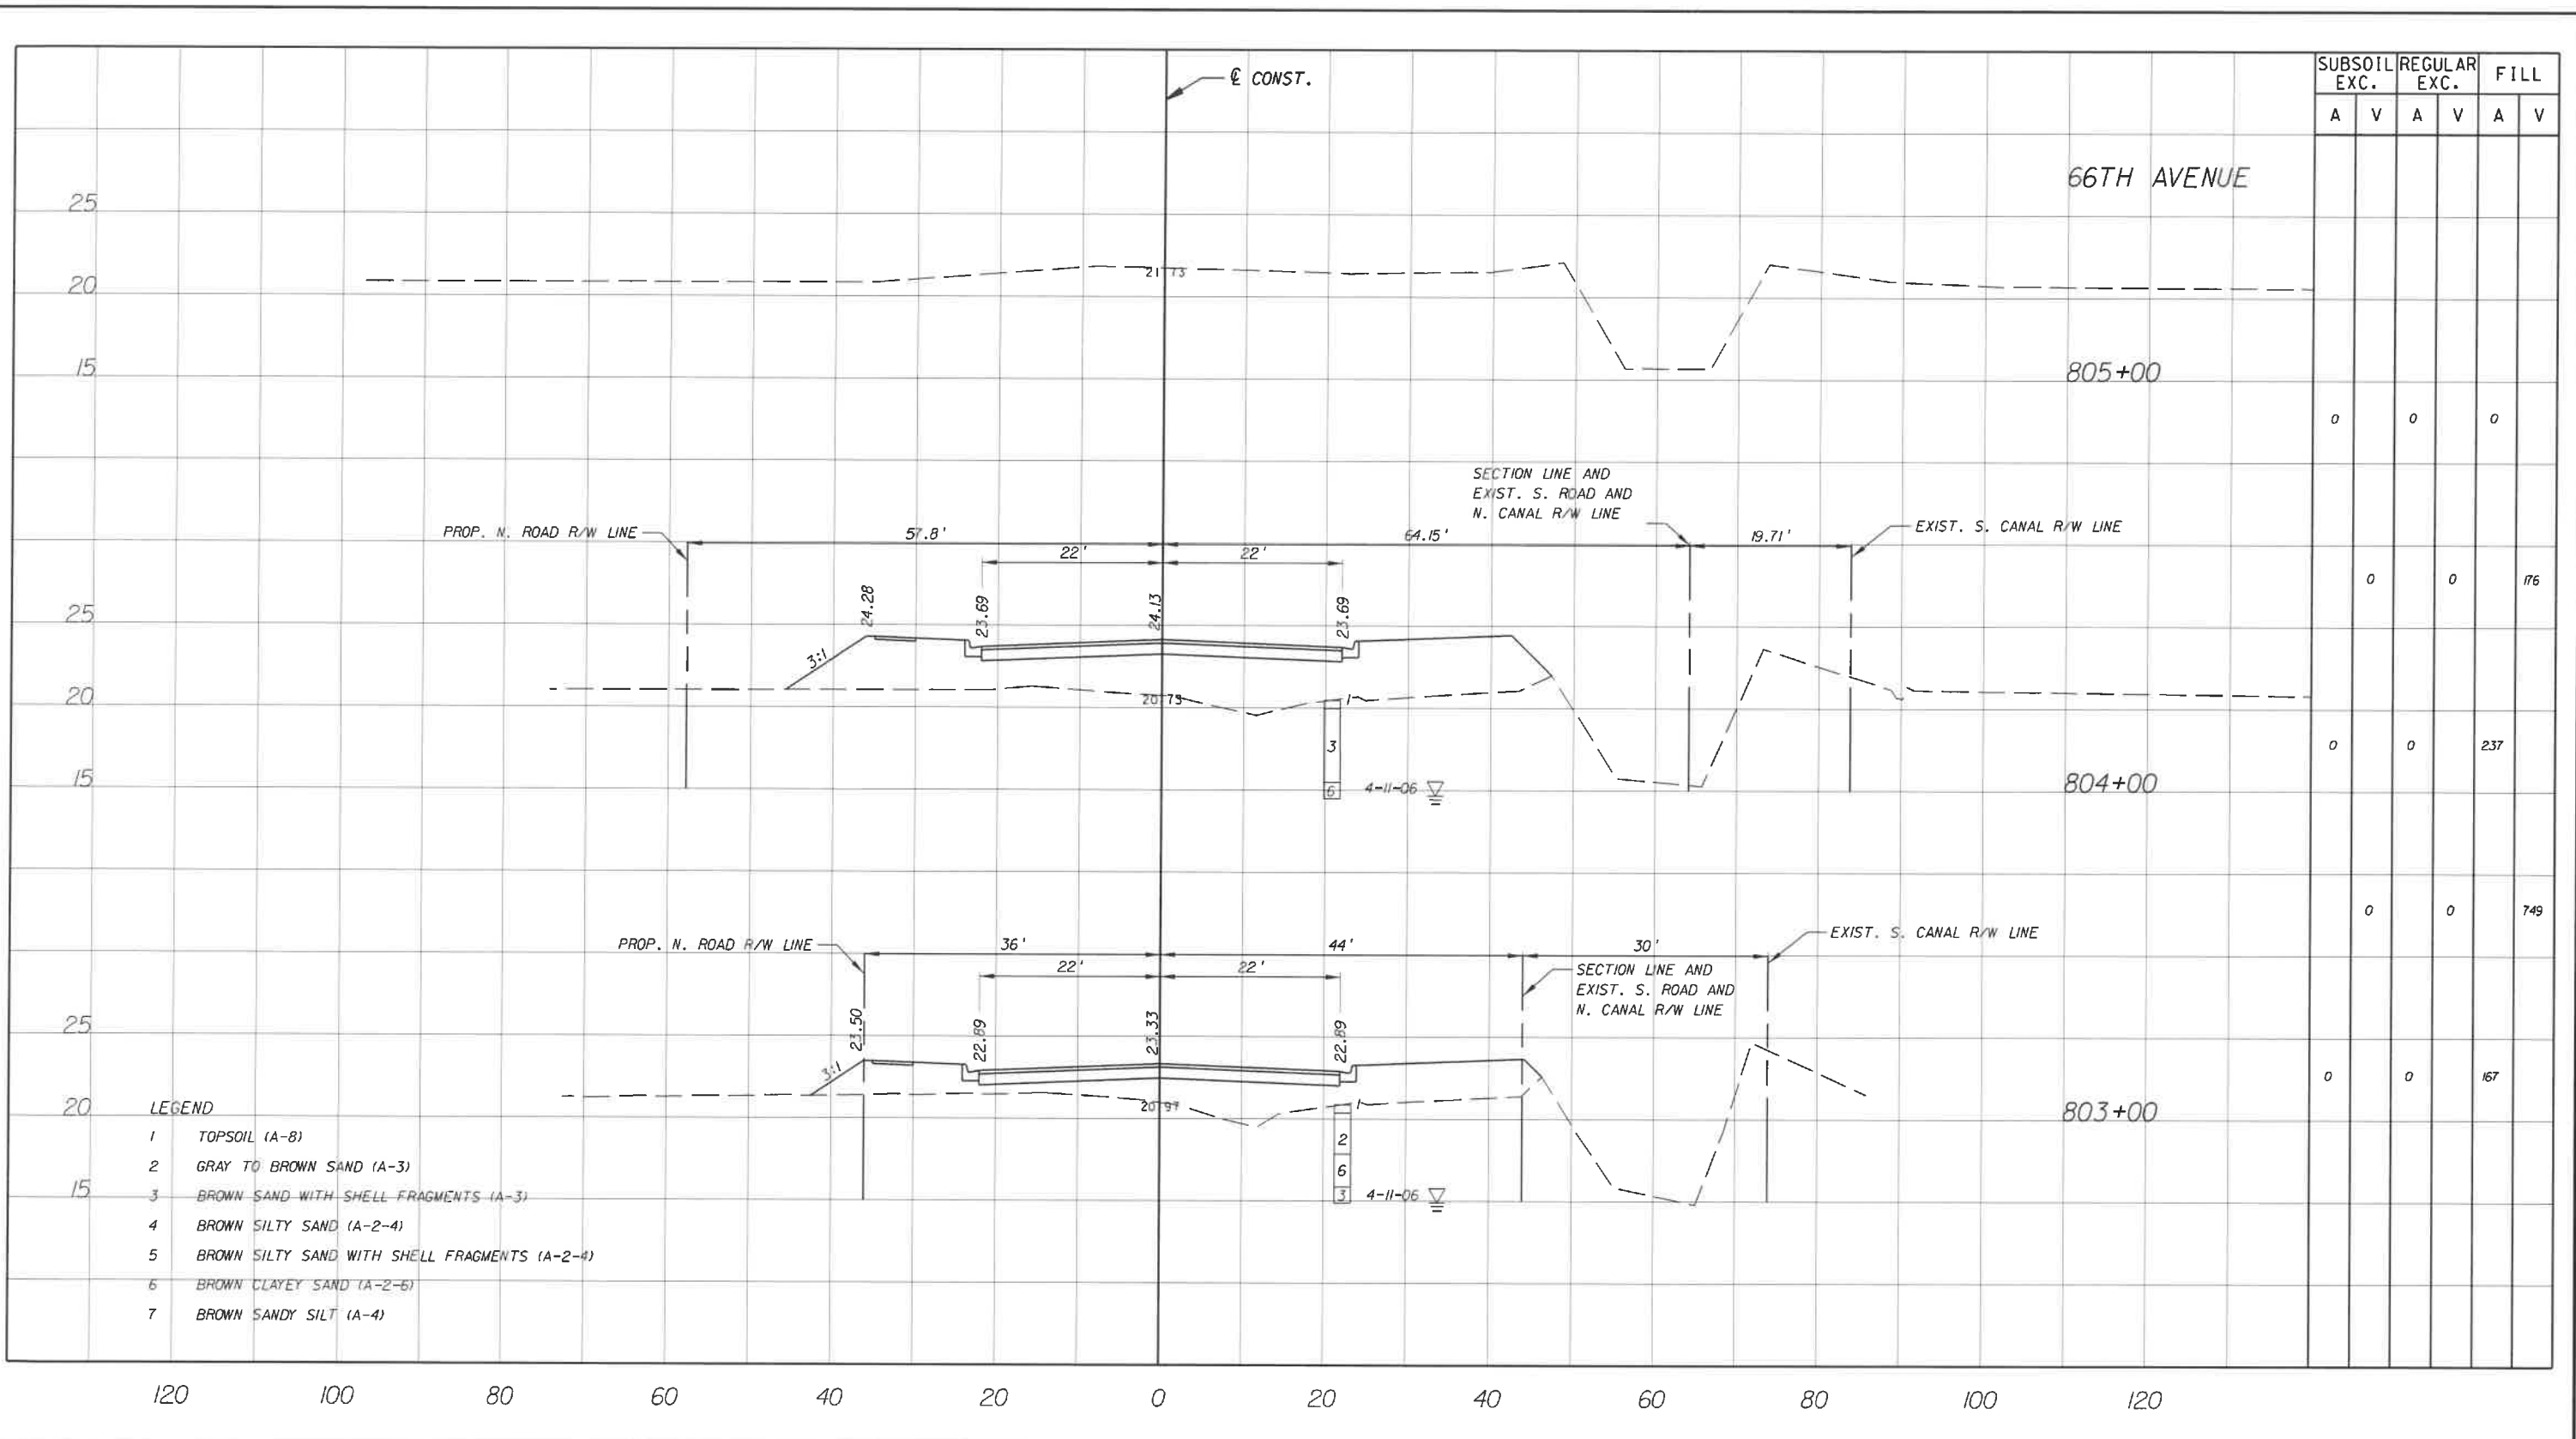 SUBSOIL EXC. REGULAR EXC. FILL
A V A V A V
℄ CONST.
66TH AVENUE
25
20
15
21.73
805+00
0 0 0
SECTION LINE AND
EXIST. S. ROAD AND
N. CANAL R/W LINE
PROP. N. ROAD R/W LINE
57.8'
64.15'
19.71'
EXIST. S. CANAL R/W LINE
22'
22'
0 0 176
24.28
23.69
24.13
23.69
25
20
15
3:1
20.75
1
3
6
4-11-06
0 0 237
804+00
0 0 749
PROP. N. ROAD R/W LINE
36'
44'
30'
EXIST. S. CANAL R/W LINE
22'
22'
SECTION LINE AND
EXIST. S. ROAD AND
N. CANAL R/W LINE
23.50
22.89
23.33
22.89
25
20
15
3:1
20.97
1
2
6
3
4-11-06
0 0 167
803+00
LEGEND
1 TOPSOIL (A-8)
2 GRAY TO BROWN SAND (A-3)
3 BROWN SAND WITH SHELL FRAGMENTS (A-3)
4 BROWN SILTY SAND (A-2-4)
5 BROWN SILTY SAND WITH SHELL FRAGMENTS (A-2-4)
6 BROWN CLAYEY SAND (A-2-6)
7 BROWN SANDY SILT (A-4)
120 100 80 60 40 20 0 20 40 60 80 100 120